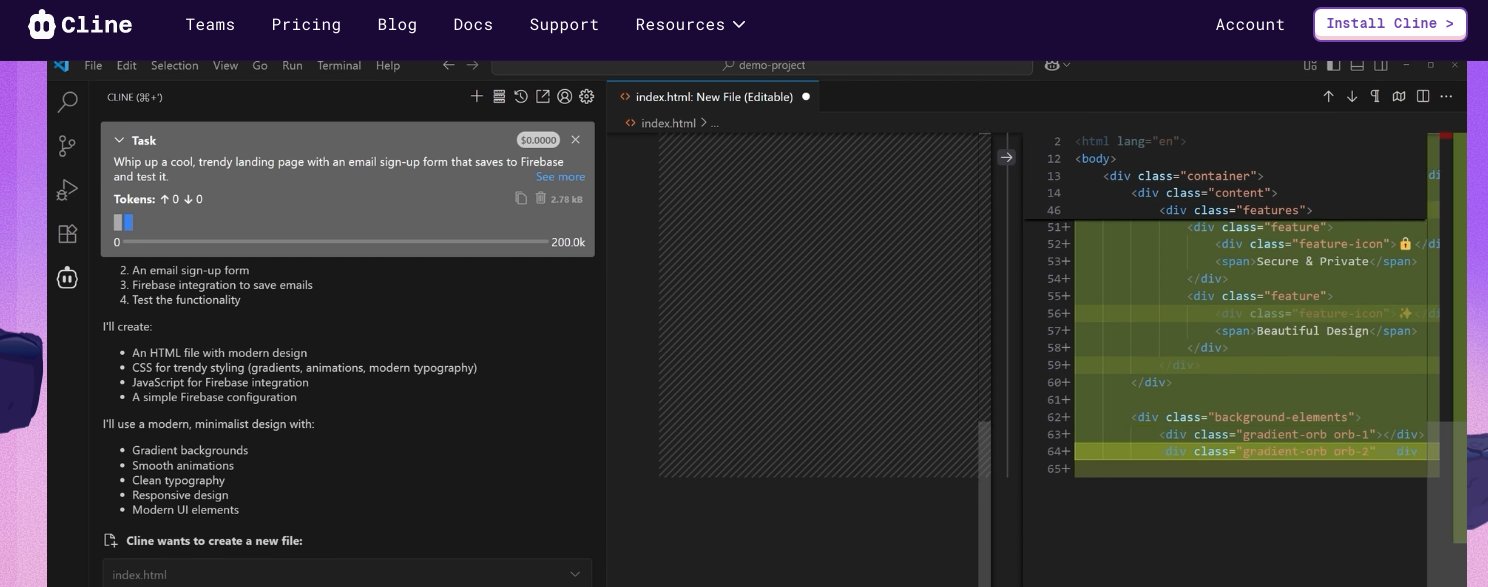 Cline
Teams
Pricing
Blog
Docs
Support
Resources
Account
Install Cline >
File Edit Selection View Go Run Terminal Help
demo-project
CLINE (⌘+')
Task
$0.0000
Whip up a cool, trendy landing page with an email sign-up form that saves to Firebase
and test it.
See more
Tokens: ↑ 0 ↓ 0
2.78 kB
0
200.0k
2. An email sign-up form
3. Firebase integration to save emails
4. Test the functionality
I'll create:
• An HTML file with modern design
• CSS for trendy styling (gradients, animations, modern typography)
• JavaScript for Firebase integration
• A simple Firebase configuration
I'll use a modern, minimalist design with:
• Gradient backgrounds
• Smooth animations
• Clean typography
• Responsive design
• Modern UI elements
Cline wants to create a new file:
index.html
index.html: New File (Editable)
index.html > ...
2 <html lang="en">
12 <body>
13 <div class="container">
14 <div class="content">
46 <div class="features">
51+ <div class="feature">
52+ <div class="feature-icon">🔒</di
53+ <span>Secure & Private</span>
54+ </div>
55+ <div class="feature">
56+ <div class="feature-icon">✨</di
57+ <span>Beautiful Design</span>
58+ </div>
59+ </div>
60+ </div>
61+
62+ <div class="background-elements">
63+ <div class="gradient-orb orb-1"></div>
64+ div class="gradient-orb orb-2" div
65+